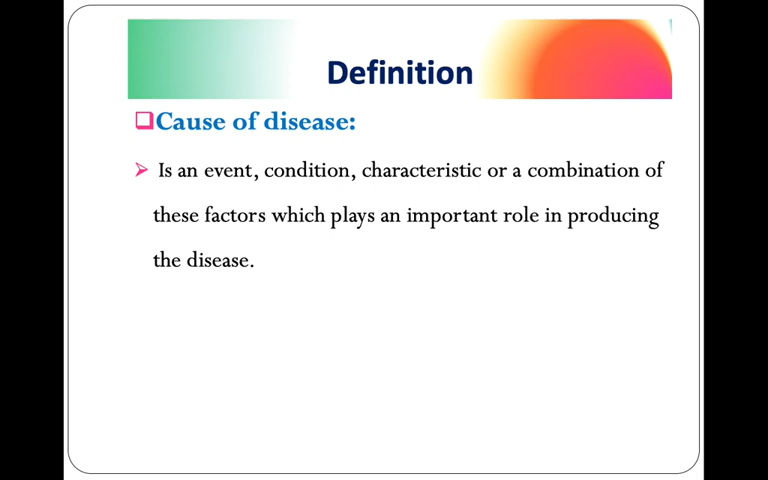 Definition
Cause of disease:
Is an event, condition, characteristic or a combination of
these factors which plays an important role in producing
the disease.